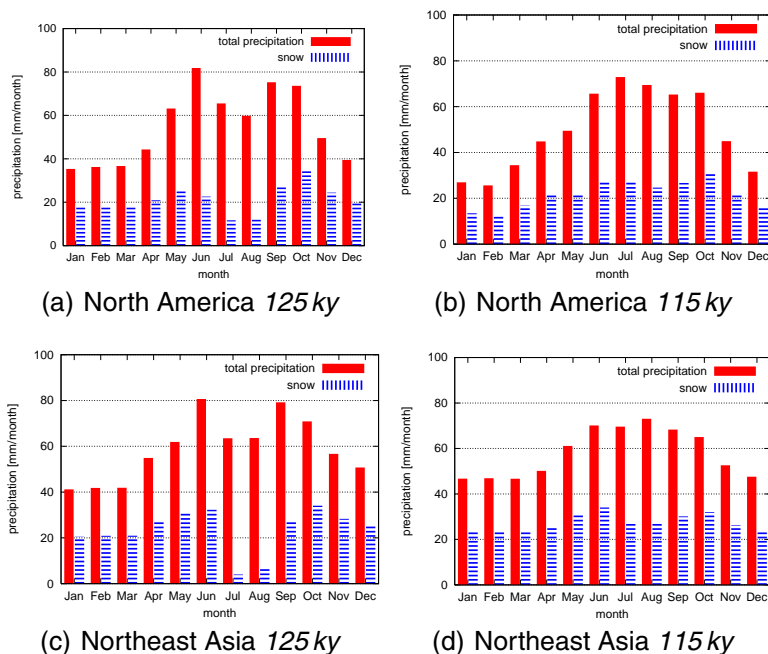 total precipitation
snow
precipitation [mm/month]
100
80
60
40
20
0
Jan Feb Mar Apr May Jun Jul Aug Sep Oct Nov Dec
month
(a) North America 125 ky
total precipitation
snow
precipitation [mm/month]
100
80
60
40
20
0
Jan Feb Mar Apr May Jun Jul Aug Sep Oct Nov Dec
month
(b) North America 115 ky
total precipitation
snow
precipitation [mm/month]
100
80
60
40
20
0
Jan Feb Mar Apr May Jun Jul Aug Sep Oct Nov Dec
month
(c) Northeast Asia 125 ky
total precipitation
snow
precipitation [mm/month]
100
80
60
40
20
0
Jan Feb Mar Apr May Jun Jul Aug Sep Oct Nov Dec
month
(d) Northeast Asia 115 ky